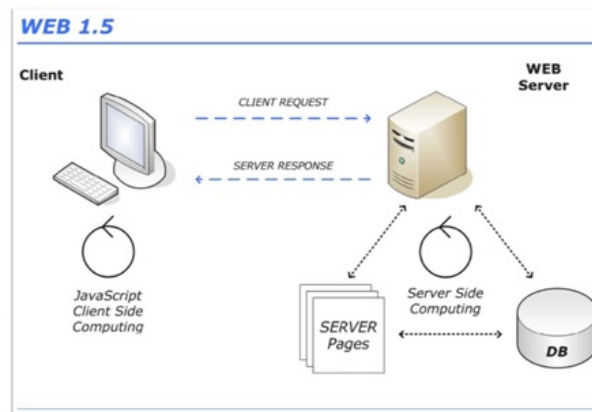 WEB 1.5
Client
WEB
Server
CLIENT REQUEST
SERVER RESPONSE
JavaScript
Client Side
Computing
Server Side
Computing
SERVER
Pages
DB